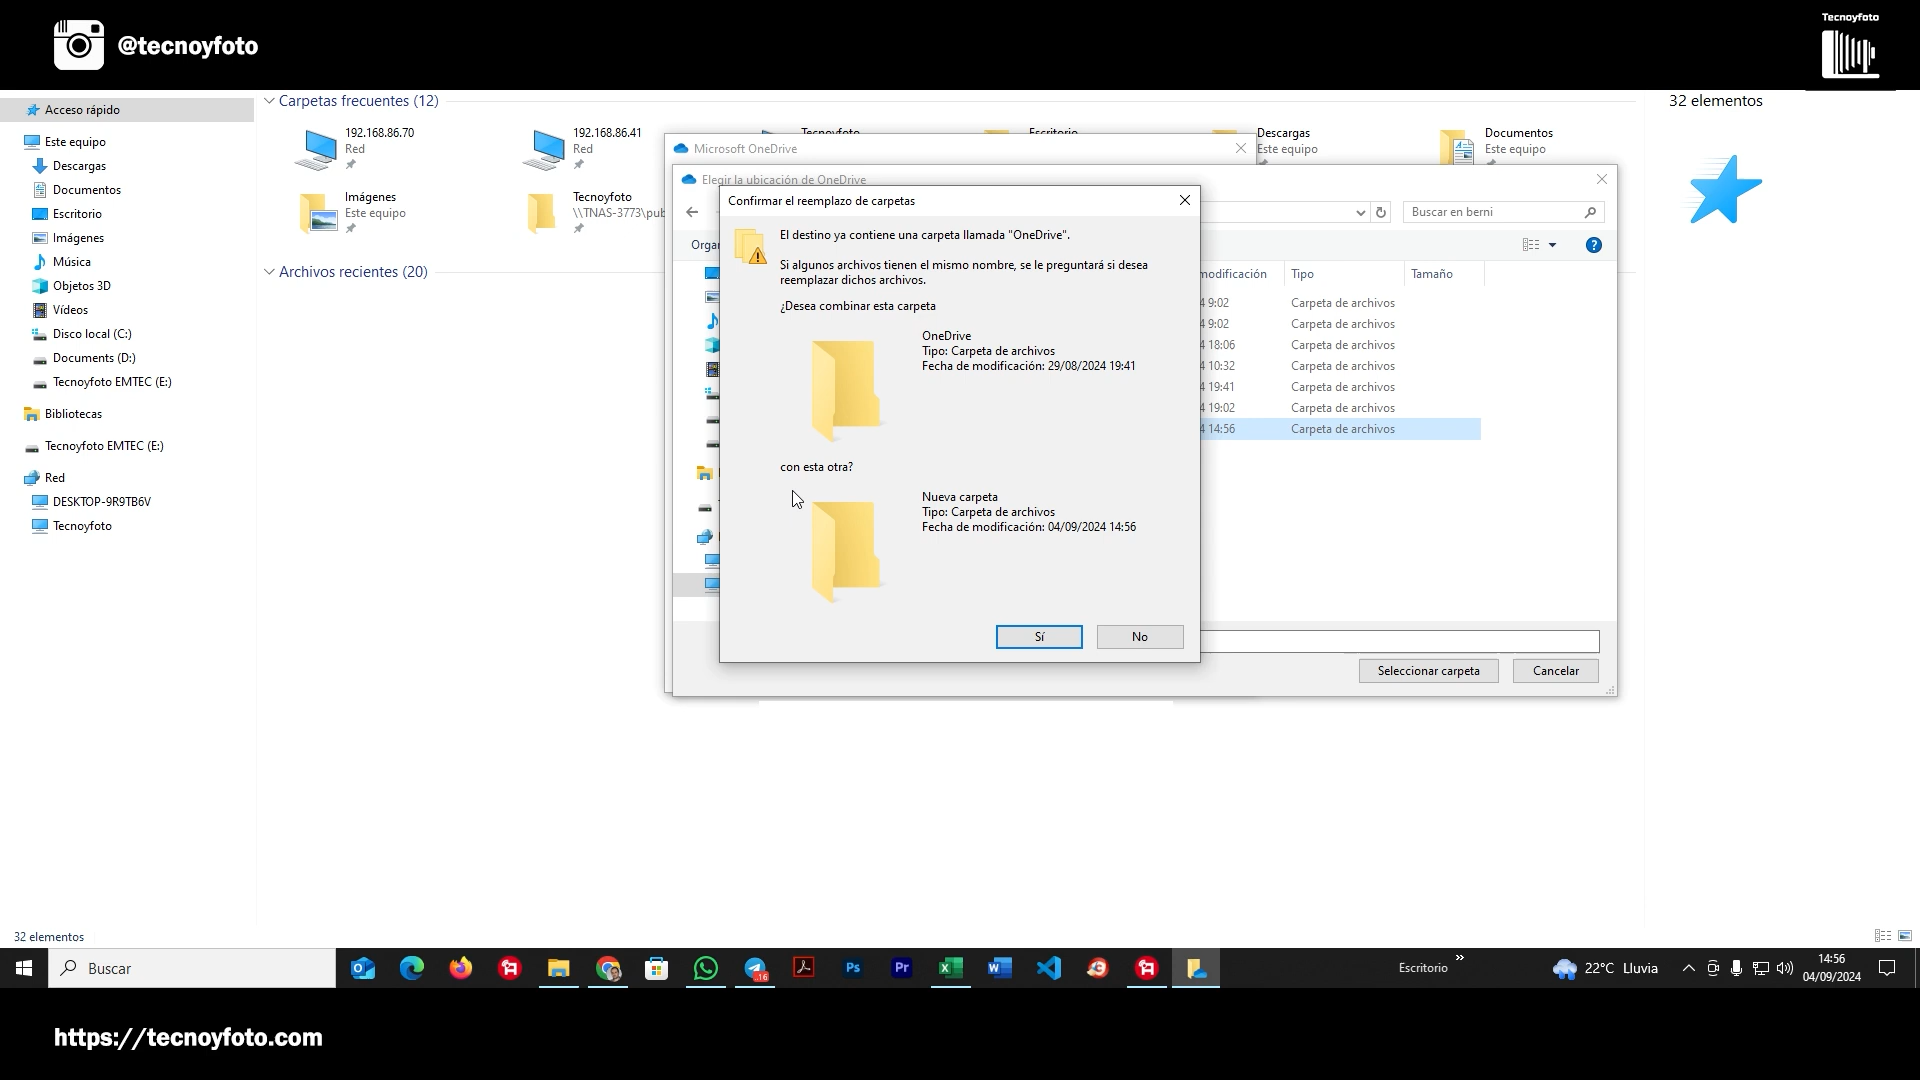 @tecnoyfoto
Tecnoyfoto
Acceso rápido
Este equipo
Descargas
Documentos
Escritorio
Imágenes
Música
Objetos 3D
Vídeos
Disco local (C:)
Documents (D:)
Tecnoyfoto EMTEC (E:)
Bibliotecas
Tecnoyfoto EMTEC (E:)
Red
DESKTOP-9R9TB6V
Tecnoyfoto
Carpetas frecuentes (12)
192.168.86.70
Red
192.168.86.41
Red
Tecnoyfoto
Escritorio
Descargas
Este equipo
Documentos
Este equipo
Imágenes
Este equipo
Tecnoyfoto
\\TNAS-3773\pub
Archivos recientes (20)
32 elementos
Microsoft OneDrive
Elegir la ubicación de OneDrive
Buscar en berni
Organ
modificación
Tipo
Tamaño
4 9:02
Carpeta de archivos
4 9:02
Carpeta de archivos
4 18:06
Carpeta de archivos
4 10:32
Carpeta de archivos
4 19:41
Carpeta de archivos
4 19:02
Carpeta de archivos
4 14:56
Carpeta de archivos
Seleccionar carpeta
Cancelar
Confirmar el reemplazo de carpetas
El destino ya contiene una carpeta llamada "OneDrive".
Si algunos archivos tienen el mismo nombre, se le preguntará si desea
reemplazar dichos archivos.
¿Desea combinar esta carpeta
OneDrive
Tipo: Carpeta de archivos
Fecha de modificación: 29/08/2024 19:41
con esta otra?
Nueva carpeta
Tipo: Carpeta de archivos
Fecha de modificación: 04/09/2024 14:56
Sí
No
32 elementos
Buscar
16
Ps
Pr
Escritorio
22°C Lluvia
14:56
04/09/2024
https://tecnoyfoto.com